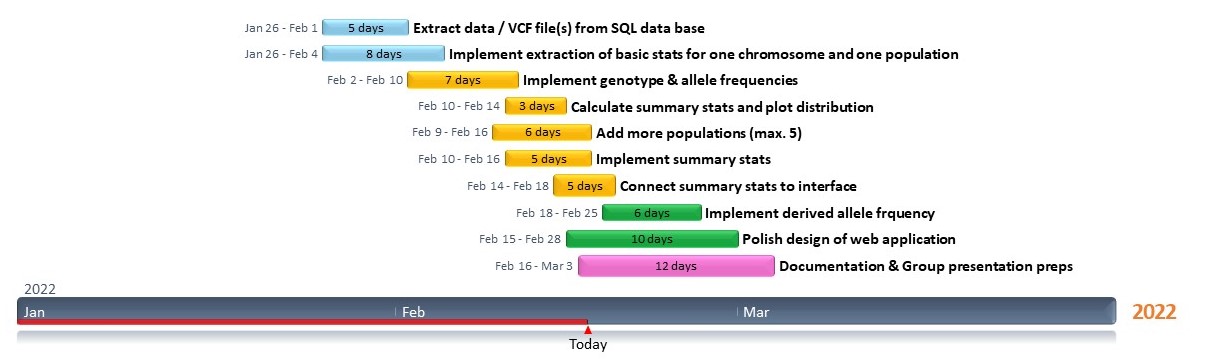 Jan 26 - Feb 1 5 days Extract data / VCF file(s) from SQL data base
Jan 26 - Feb 4 8 days Implement extraction of basic stats for one chromosome and one population
Feb 2 - Feb 10 7 days Implement genotype & allele frequencies
Feb 10 - Feb 14 3 days Calculate summary stats and plot distribution
Feb 9 - Feb 16 6 days Add more populations (max. 5)
Feb 10 - Feb 16 5 days Implement summary stats
Feb 14 - Feb 18 5 days Connect summary stats to interface
Feb 18 - Feb 25 6 days Implement derived allele frquency
Feb 15 - Feb 28 10 days Polish design of web application
Feb 16 - Mar 3 12 days Documentation & Group presentation preps
2022
Jan Feb Mar 2022
Today